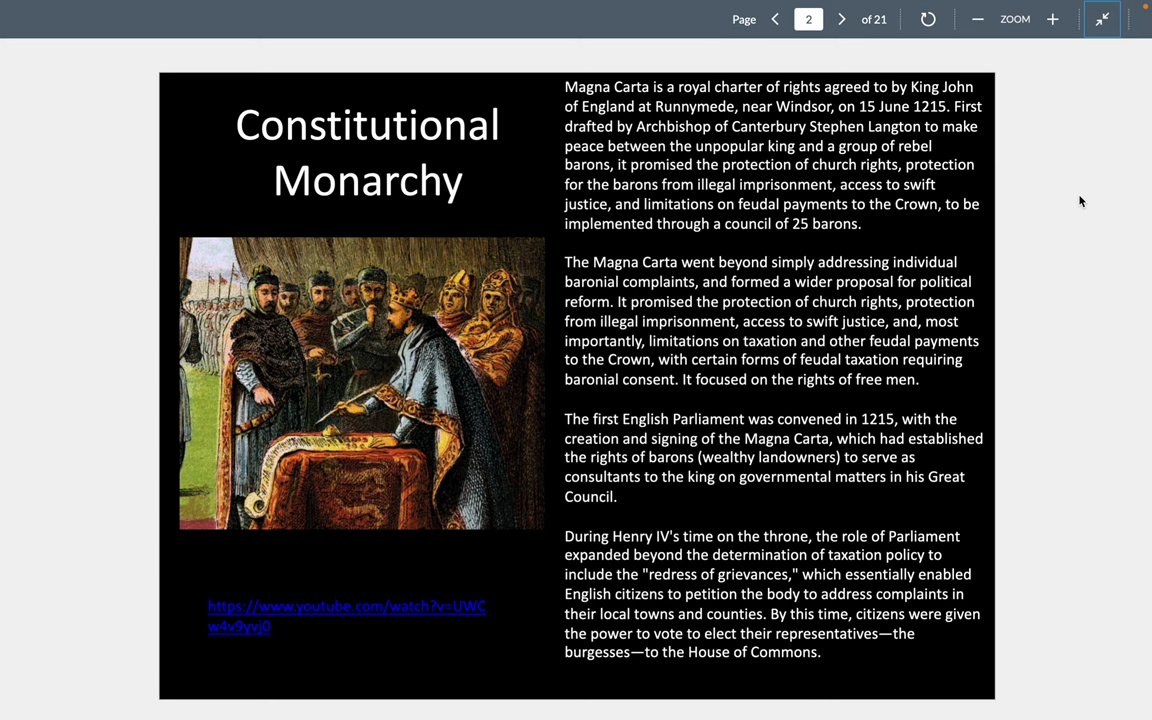 Page 2 of 21 ZOOM
Constitutional
Monarchy
https://www.youtube.com/watch?v=UWC
w4v9yvj0
Magna Carta is a royal charter of rights agreed to by King John
of England at Runnymede, near Windsor, on 15 June 1215. First
drafted by Archbishop of Canterbury Stephen Langton to make
peace between the unpopular king and a group of rebel
barons, it promised the protection of church rights, protection
for the barons from illegal imprisonment, access to swift
justice, and limitations on feudal payments to the Crown, to be
implemented through a council of 25 barons.
The Magna Carta went beyond simply addressing individual
baronial complaints, and formed a wider proposal for political
reform. It promised the protection of church rights, protection
from illegal imprisonment, access to swift justice, and, most
importantly, limitations on taxation and other feudal payments
to the Crown, with certain forms of feudal taxation requiring
baronial consent. It focused on the rights of free men.
The first English Parliament was convened in 1215, with the
creation and signing of the Magna Carta, which had established
the rights of barons (wealthy landowners) to serve as
consultants to the king on governmental matters in his Great
Council.
During Henry IV's time on the throne, the role of Parliament
expanded beyond the determination of taxation policy to
include the "redress of grievances," which essentially enabled
English citizens to petition the body to address complaints in
their local towns and counties. By this time, citizens were given
the power to vote to elect their representatives—the
burgesses—to the House of Commons.